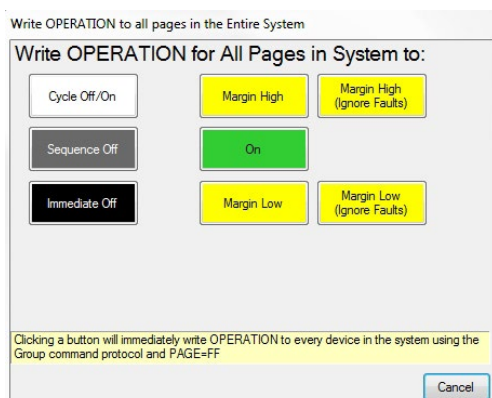 Write OPERATION to all pages in the Entire System
Write OPERATION for All Pages in System to:
Cycle Off/On
Margin High
Margin High
(Ignore Faults)
Sequence Off
On
Immediate Off
Margin Low
Margin Low
(Ignore Faults)
Clicking a button will immediately write OPERATION to every device in the system using the
Group command protocol and PAGE=FF
Cancel